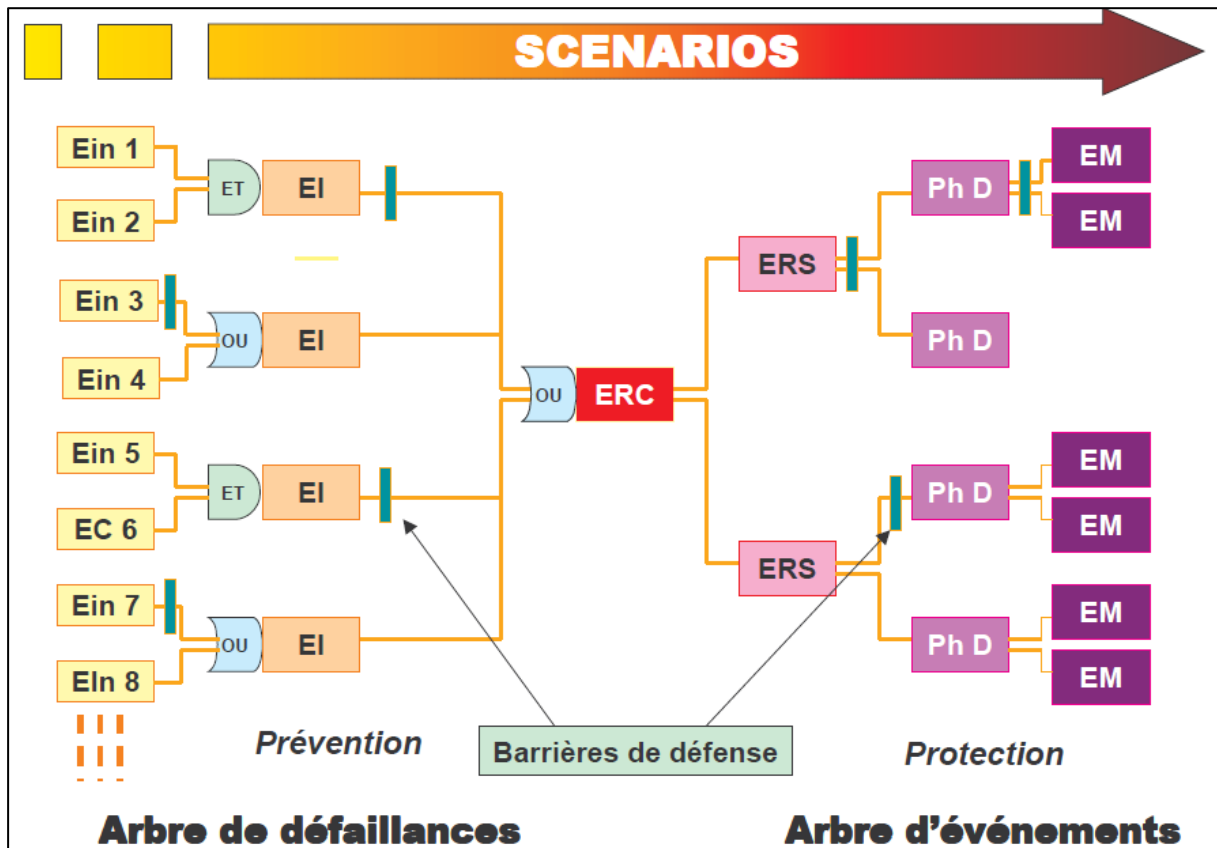 SCENARIOS
Ein 1
Ein 2
ET
EI
Ein 3
Ein 4
OU
EI
Ein 5
EC 6
ET
EI
Ein 7
EIn 8
OU
EI
OU
ERC
ERS
ERS
Ph D
Ph D
Ph D
Ph D
EM
EM
EM
EM
EM
EM
Prévention
Barrières de défense
Protection
Arbre de défaillances
Arbre d'événements